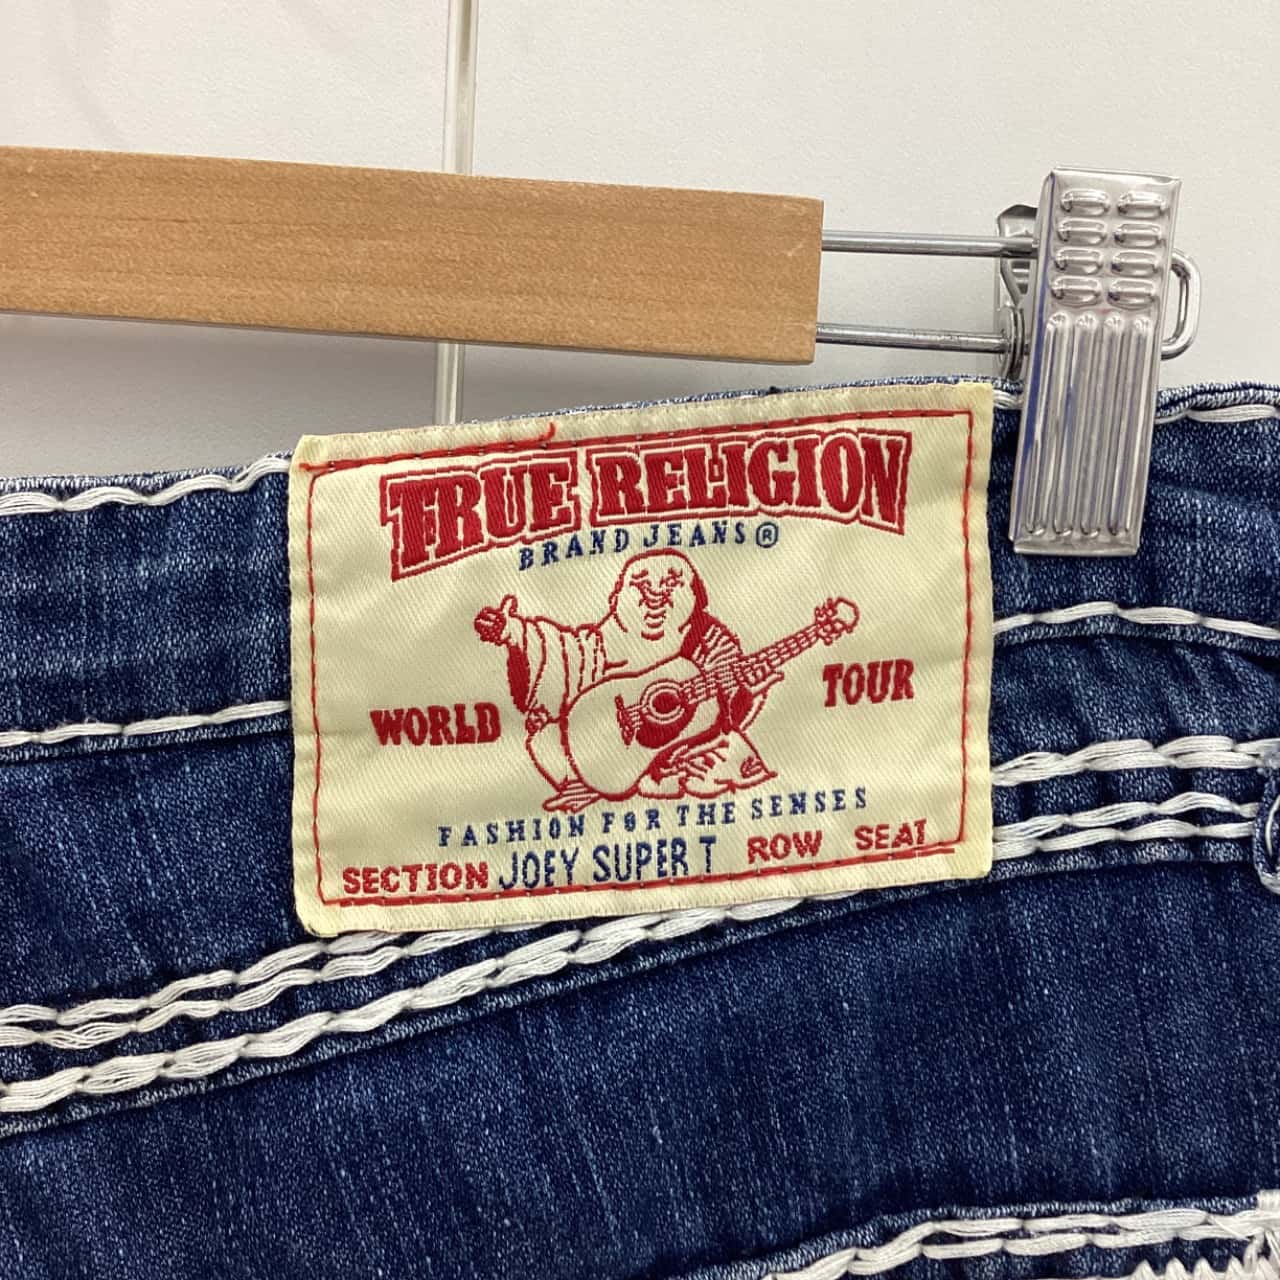 TRUE RELIGION
BRAND JEANS®
WORLD TOUR
FASHION FOR THE SENSES
SECTION JOEY SUPER T ROW SEAT